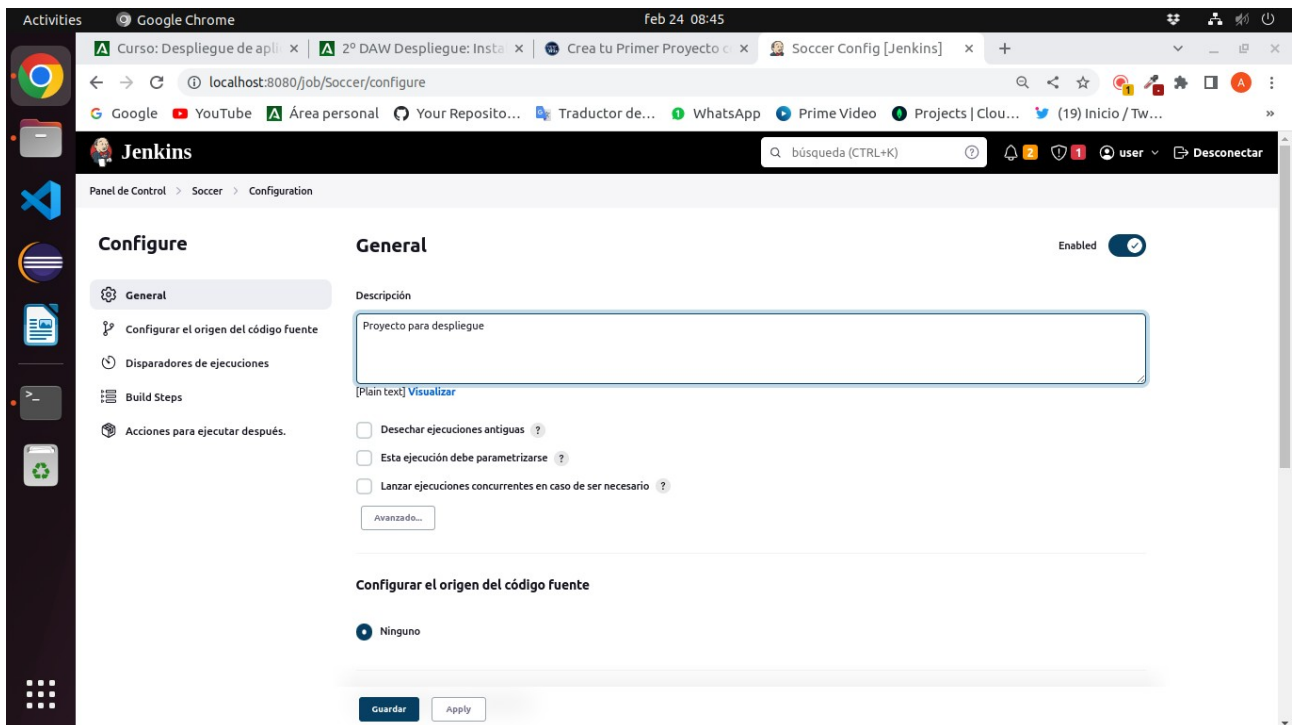 Activities
Google Chrome
feb 24 08:45
Curso: Despliegue de apli
2º DAW Despliegue: Insta
Crea tu Primer Proyecto c
Soccer Config [Jenkins]
localhost:8080/job/Soccer/configure
Google
YouTube
Área personal
Your Reposito...
Traductor de...
WhatsApp
Prime Video
Projects | Clou...
(19) Inicio / Tw...
»
Jenkins
búsqueda (CTRL+K)
2
1
user
Desconectar
Panel de Control > Soccer > Configuration
Configure
General
Configurar el origen del código fuente
Disparadores de ejecuciones
Build Steps
Acciones para ejecutar después.
General
Enabled
Descripción
Proyecto para despliegue
[Plain text] Visualizar
Desechar ejecuciones antiguas ?
Esta ejecución debe parametrizarse ?
Lanzar ejecuciones concurrentes en caso de ser necesario ?
Avanzado...
Configurar el origen del código fuente
Ninguno
Guardar
Apply